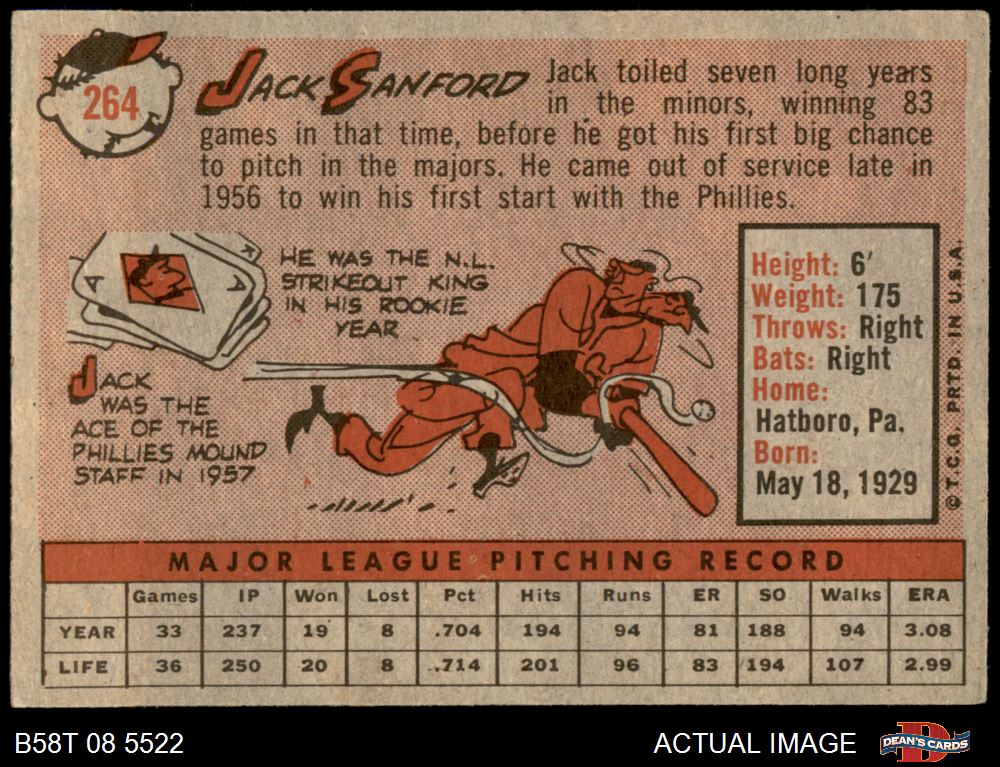 264
JACK SANFORD
Jack toiled seven long years
in the minors, winning 83
games in that time, before he got his first big chance
to pitch in the majors. He came out of service late in
1956 to win his first start with the Phillies.
K
A
A
HE WAS THE N.L.
STRIKEOUT KING
IN HIS ROOKIE
YEAR
JACK
WAS THE
ACE OF THE
PHILLIES MOUND
STAFF IN 1957
Height: 6'
Weight: 175
Throws: Right
Bats: Right
Home:
Hatboro, Pa.
Born:
May 18, 1929
© T.C.G. PRTD. IN U.S.A.
MAJOR LEAGUE PITCHING RECORD
Games IP Won Lost Pct Hits Runs ER SO Walks ERA
YEAR 33 237 19 8 .704 194 94 81 188 94 3.08
LIFE 36 250 20 8 .714 201 96 83 194 107 2.99
B58T 08 5522
ACTUAL IMAGE
D
DEAN'S CARDS